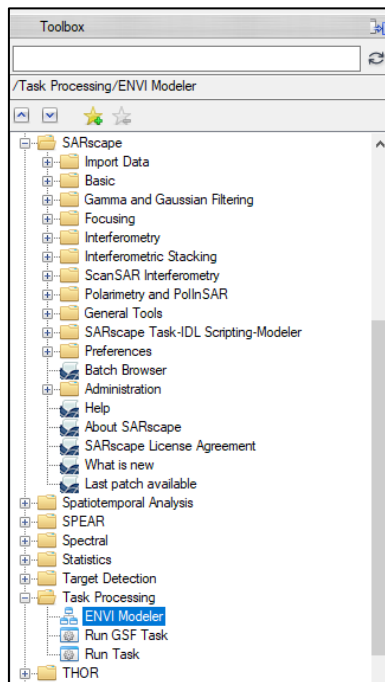 Toolbox
/Task Processing/ENVI Modeler
SARscape
Import Data
Basic
Gamma and Gaussian Filtering
Focusing
Interferometry
Interferometric Stacking
ScanSAR Interferometry
Polarimetry and PolInSAR
General Tools
SARscape Task-IDL Scripting-Modeler
Preferences
Batch Browser
Administration
Help
About SARscape
SARscape License Agreement
What is new
Last patch available
Spatiotemporal Analysis
SPEAR
Spectral
Statistics
Target Detection
Task Processing
ENVI Modeler
Run GSF Task
Run Task
THOR